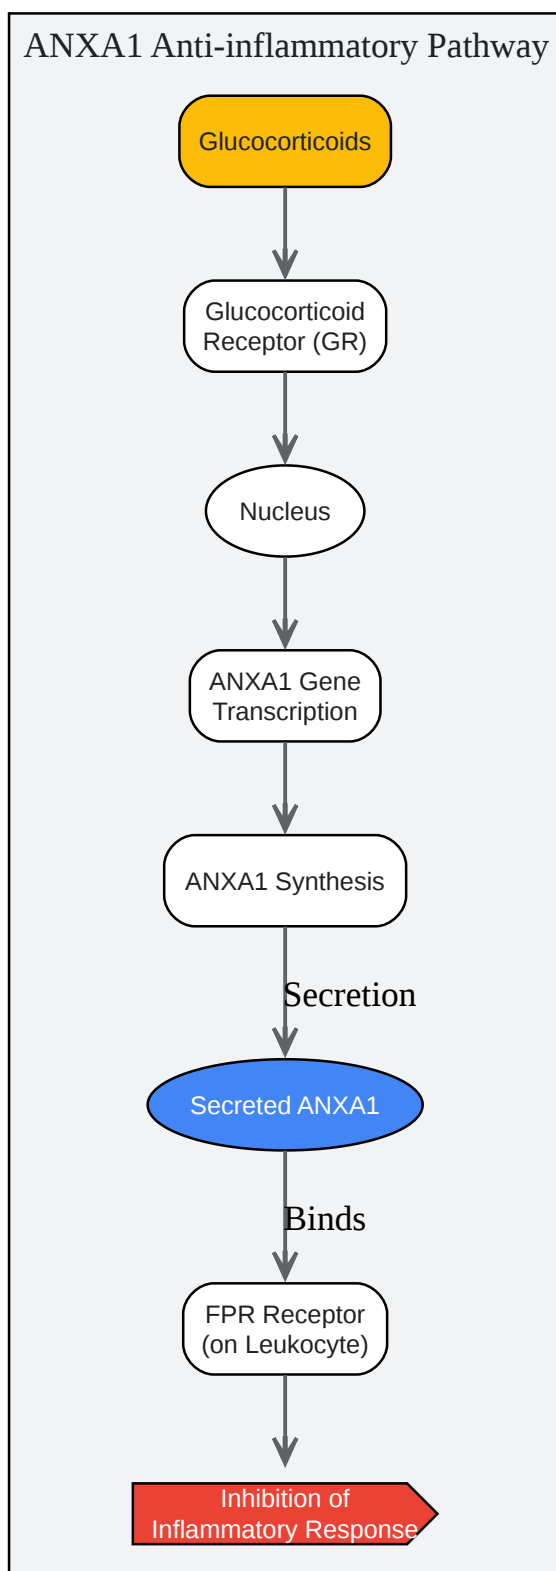 ANXA1 Anti-inflammatory Pathway
Glucocorticoids
Glucocorticoid
Receptor (GR)
Nucleus
ANXA1 Gene
Transcription
ANXA1 Synthesis
Secretion
Secreted ANXA1
Binds
FPR Receptor
(on Leukocyte)
Inhibition of
Inflammatory Response